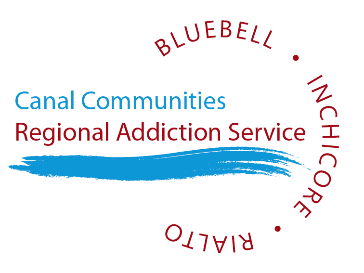 Canal Communities
Regional Addiction Service
BLUEBELL • INCHICORE • RIALTO